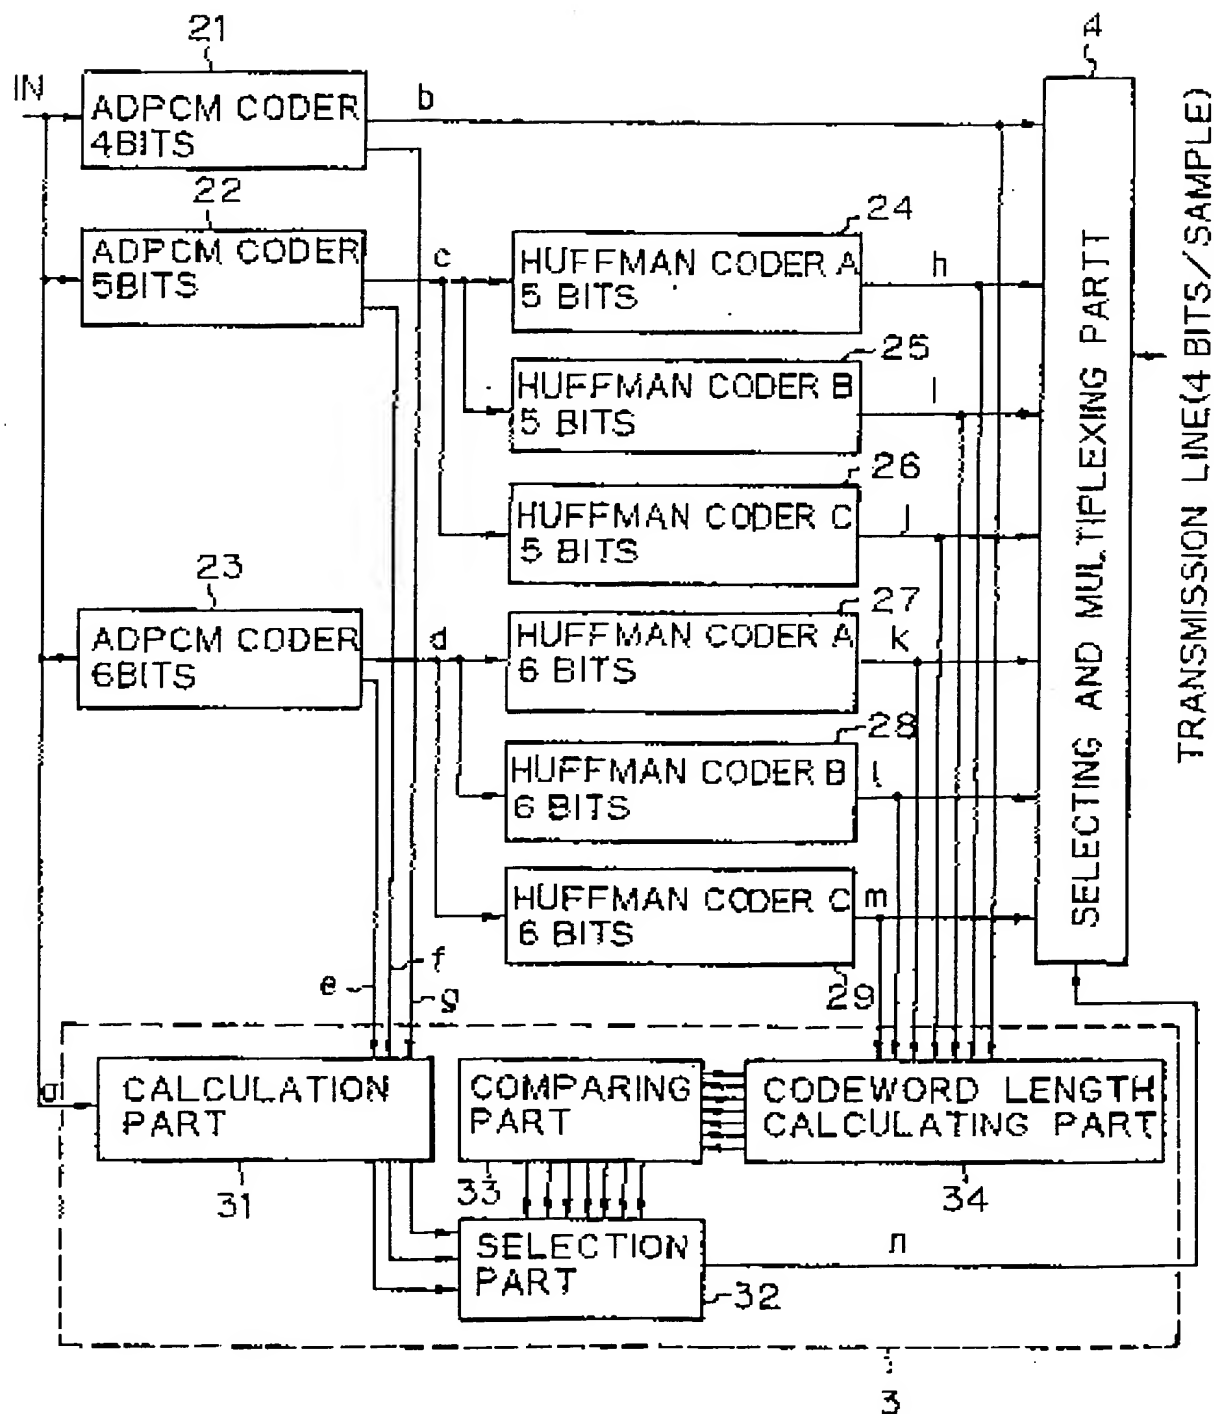 21
4
IN
ADPCM CODER
4BITS
b
22
ADPCM CODER
5BITS
c
24
HUFFMAN CODER A
5 BITS
h
25
HUFFMAN CODER B
5 BITS
i
26
HUFFMAN CODER C
5 BITS
j
23
ADPCM CODER
6BITS
d
27
HUFFMAN CODER A
6 BITS
k
28
HUFFMAN CODER B
6 BITS
l
HUFFMAN CODER C
6 BITS
m
29
SELECTING AND MULTIPLEXING PARTT
TRANSMISSION LINE(4 BITS/SAMPLE)
e
f
g
a
CALCULATION
PART
31
COMPARING
PART
33
CODEWORD LENGTH
CALCULATING PART
34
SELECTION
PART
32
n
3